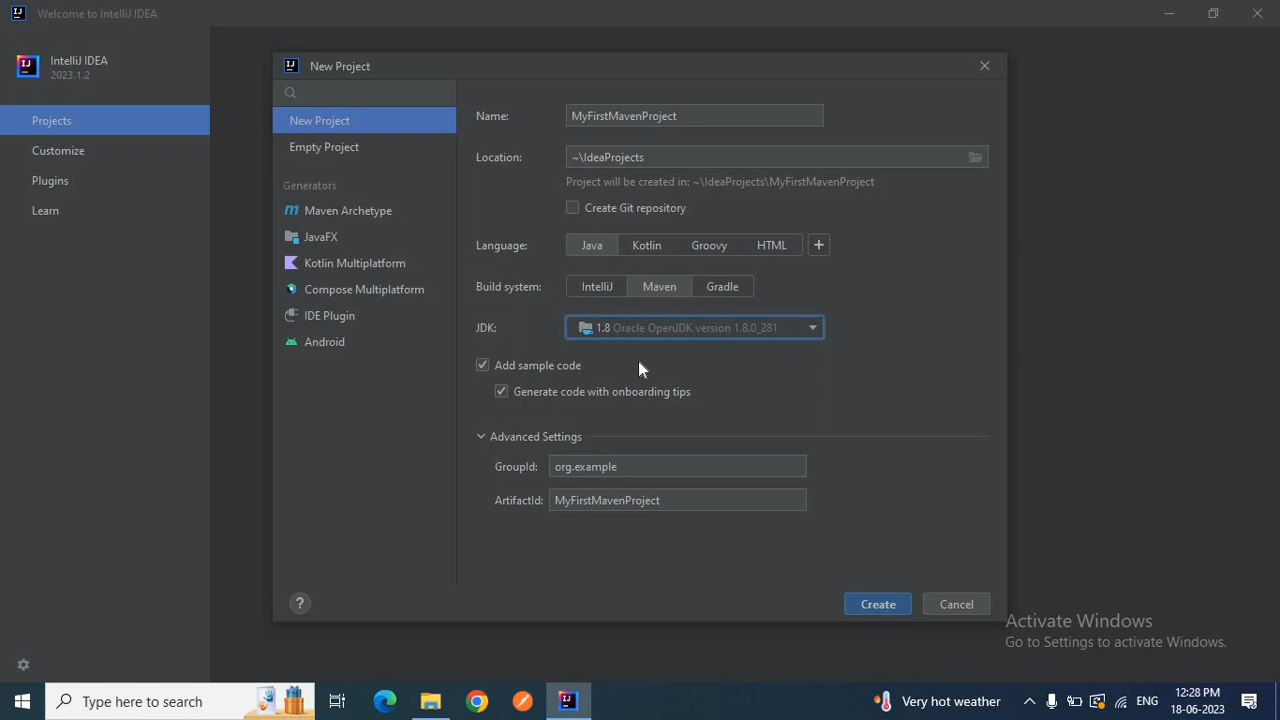 Welcome to IntelliJ IDEA
IntelliJ IDEA
2023.1.2
Projects
Customize
Plugins
Learn
New Project
New Project
Empty Project
Generators
Maven Archetype
JavaFX
Kotlin Multiplatform
Compose Multiplatform
IDE Plugin
Android
Name: MyFirstMavenProject
Location: ~\IdeaProjects
Project will be created in: ~\IdeaProjects\MyFirstMavenProject
Create Git repository
Language: Java Kotlin Groovy HTML +
Build system: IntelliJ Maven Gradle
JDK: 1.8 Oracle OpenJDK version 1.8.0_281
Add sample code
Generate code with onboarding tips
Advanced Settings
GroupId: org.example
ArtifactId: MyFirstMavenProject
? Create Cancel
Activate Windows
Go to Settings to activate Windows.
Type here to search
Very hot weather
ENG
12:28 PM
18-06-2023